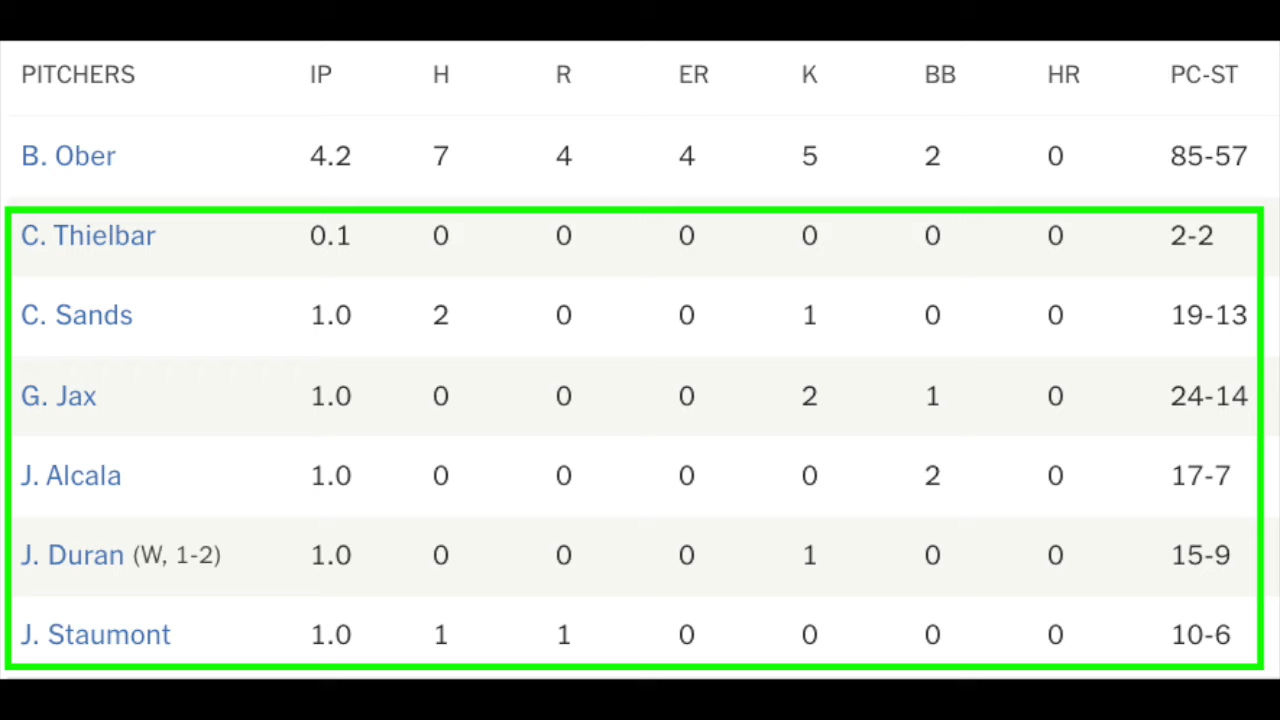 PITCHERS IP H R ER K BB HR PC-ST
B. Ober 4.2 7 4 4 5 2 0 85-57
C. Thielbar 0.1 0 0 0 0 0 0 2-2
C. Sands 1.0 2 0 0 1 0 0 19-13
G. Jax 1.0 0 0 0 2 1 0 24-14
J. Alcala 1.0 0 0 0 0 2 0 17-7
J. Duran (W, 1-2) 1.0 0 0 0 1 0 0 15-9
J. Staumont 1.0 1 1 0 0 0 0 10-6